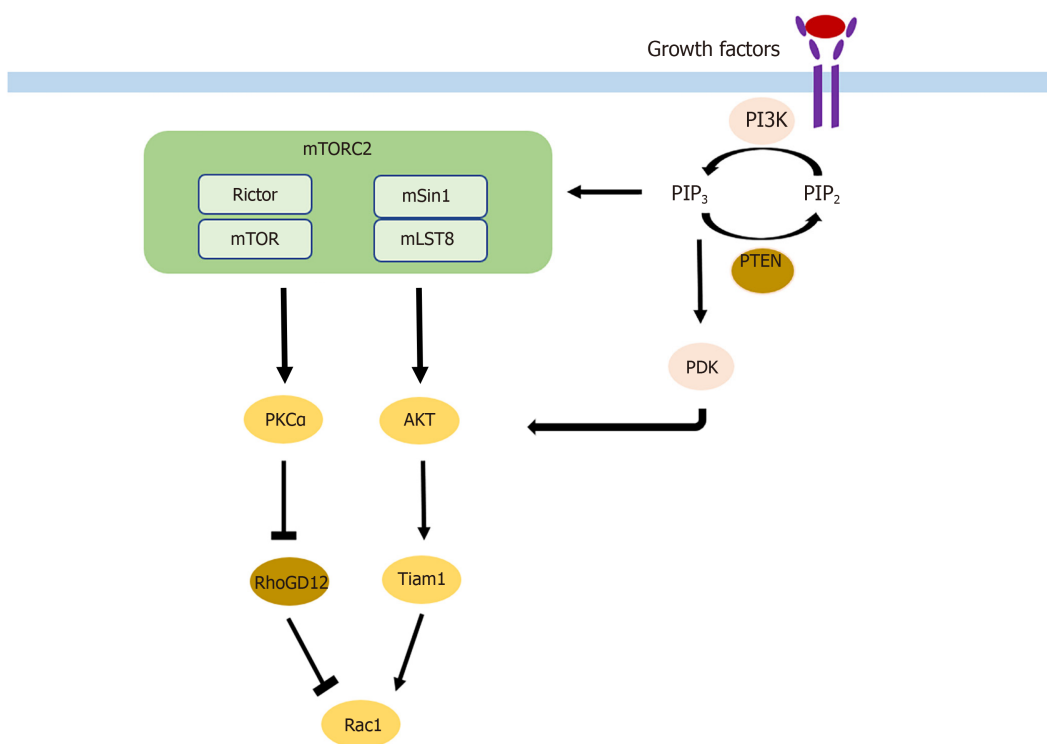 Growth factors
PI3K
mTORC2
Rictor
mSin1
PIP3
PIP2
mTOR
mLST8
PTEN
PDK
PKCα
AKT
RhoGD12
Tiam1
Rac1